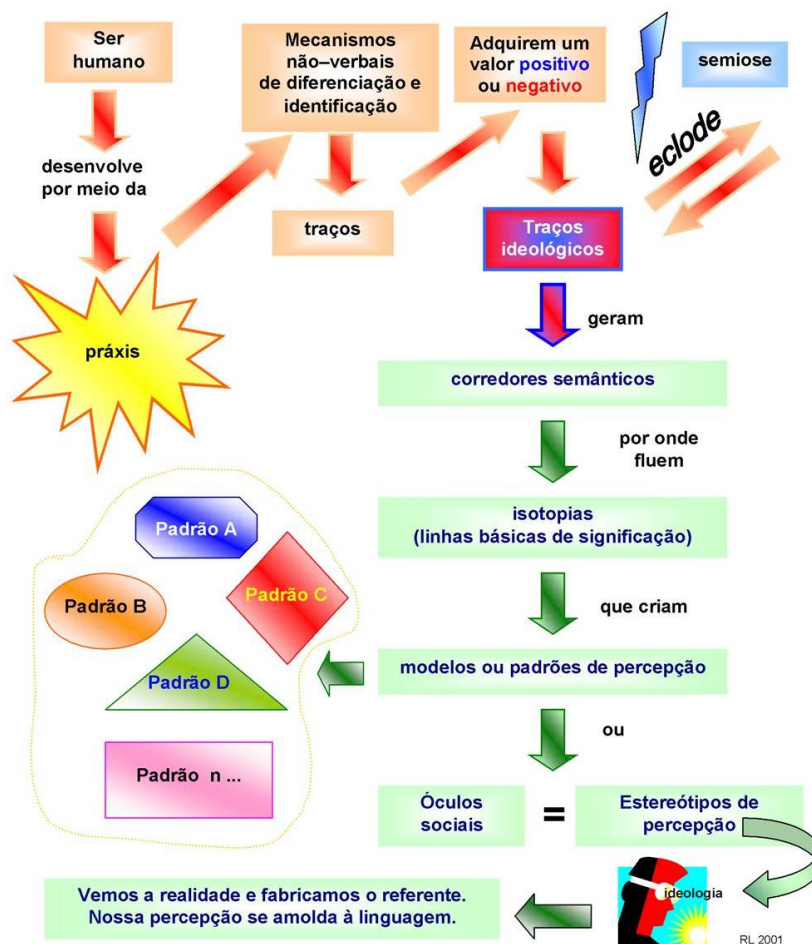 Ser
humano
desenvolve
por meio da
práxis
Mecanismos
não–verbais
de diferenciação e
identificação
traços
Adquirem um
valor positivo
ou negativo
Traços
ideológicos
eclode
semiose
geram
corredores semânticos
por onde
fluem
isotopias
(linhas básicas de significação)
que criam
modelos ou padrões de percepção
Padrão A
Padrão B
Padrão C
Padrão D
Padrão n ...
ou
Óculos
sociais
=
Estereótipos de
percepção
ideologia
Vemos a realidade e fabricamos o referente.
Nossa percepção se amolda à linguagem.
RL 2001